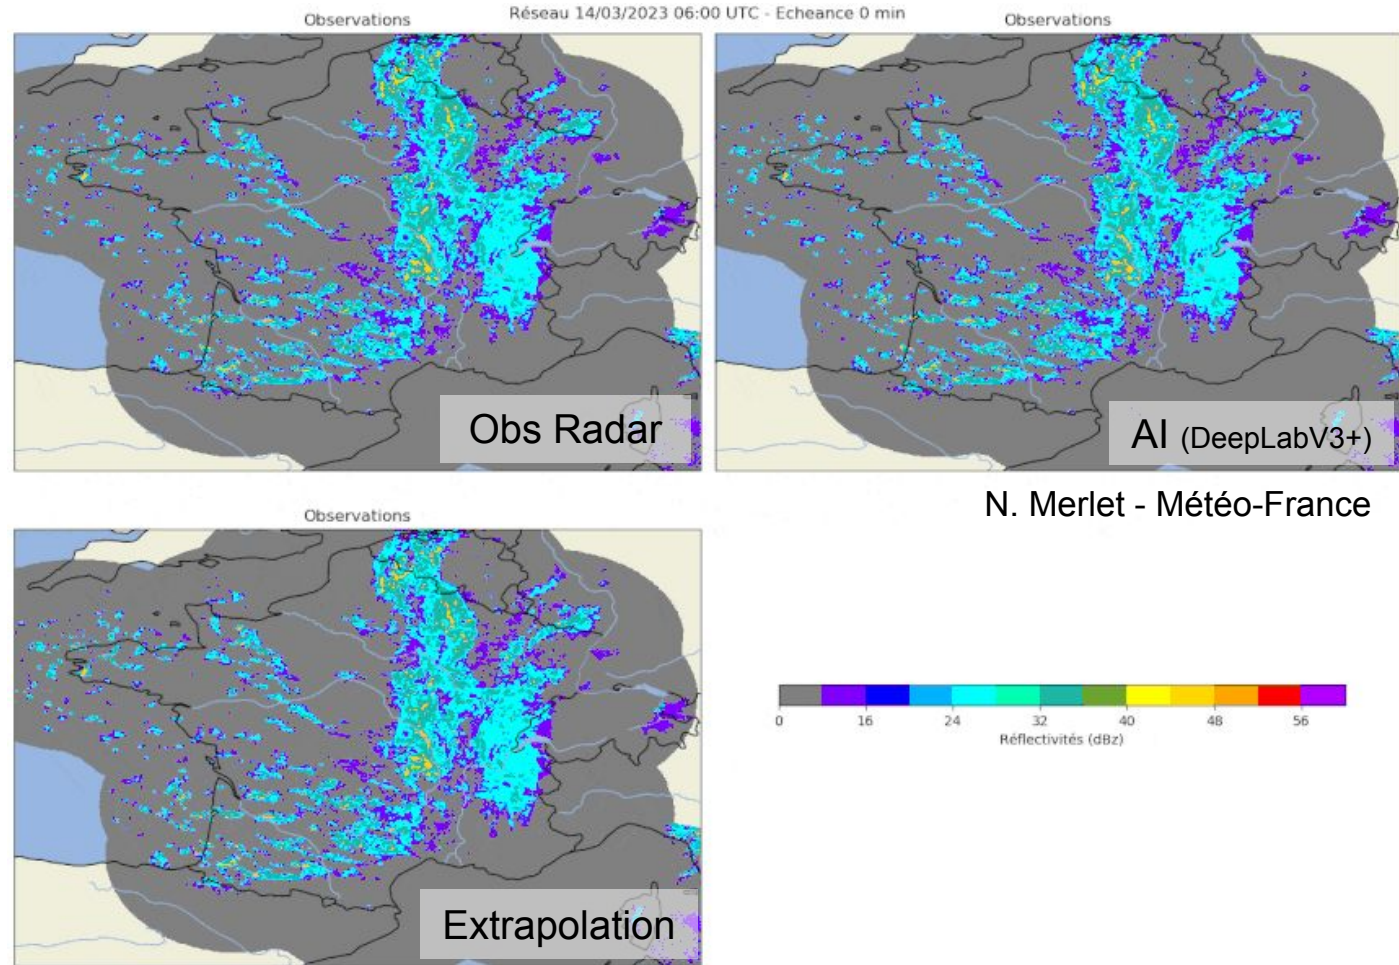 Réseau 14/03/2023 06:00 UTC - Echeance 0 min
Observations
Observations
Obs Radar
AI (DeepLabV3+)
N. Merlet - Météo-France
Observations
0 16 24 32 40 48 56
Réflectivités (dBz)
Extrapolation